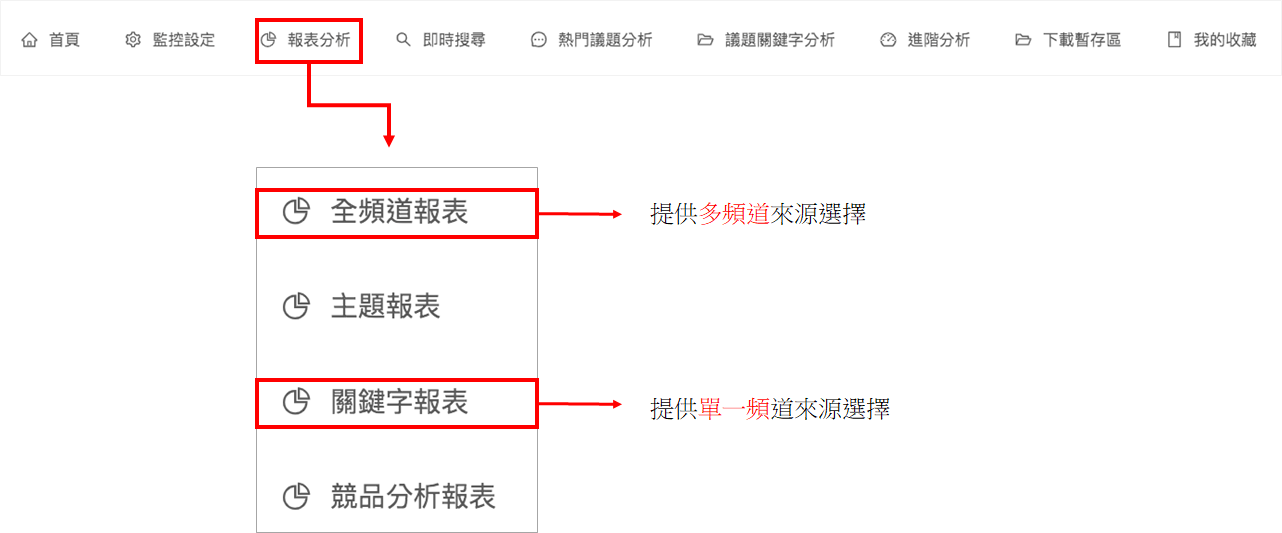 首頁 監控設定 報表分析 即時搜尋 熱門議題分析 議題關鍵字分析 進階分析 下載暫存區 我的收藏
全頻道報表 提供多頻道來源選擇
主題報表
關鍵字報表 提供單一頻道來源選擇
競品分析報表